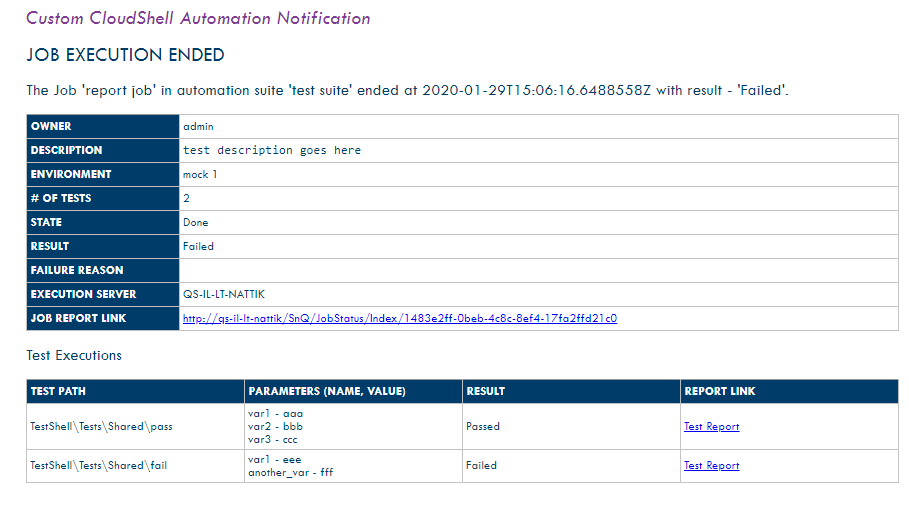 Custom CloudShell Automation Notification
JOB EXECUTION ENDED
The Job 'report job' in automation suite 'test suite' ended at 2020-01-29T15:06:16.6488558Z with result - 'Failed'.
OWNER admin
DESCRIPTION test description goes here
ENVIRONMENT mock 1
# OF TESTS 2
STATE Done
RESULT Failed
FAILURE REASON
EXECUTION SERVER QS-IL-LT-NATTIK
JOB REPORT LINK http://qs-il-lt-nattik/SnQ/JobStatus/Index/1483e2ff-0beb-4c8c-8ef4-17fa2ffd21c0
Test Executions
TEST PATH PARAMETERS (NAME, VALUE) RESULT REPORT LINK
var1 - aaa
TestShell\Tests\Shared\pass var2 - bbb Passed Test Report
var3 - ccc
var1 - eee
TestShell\Tests\Shared\fail Failed Test Report
another_var - fff